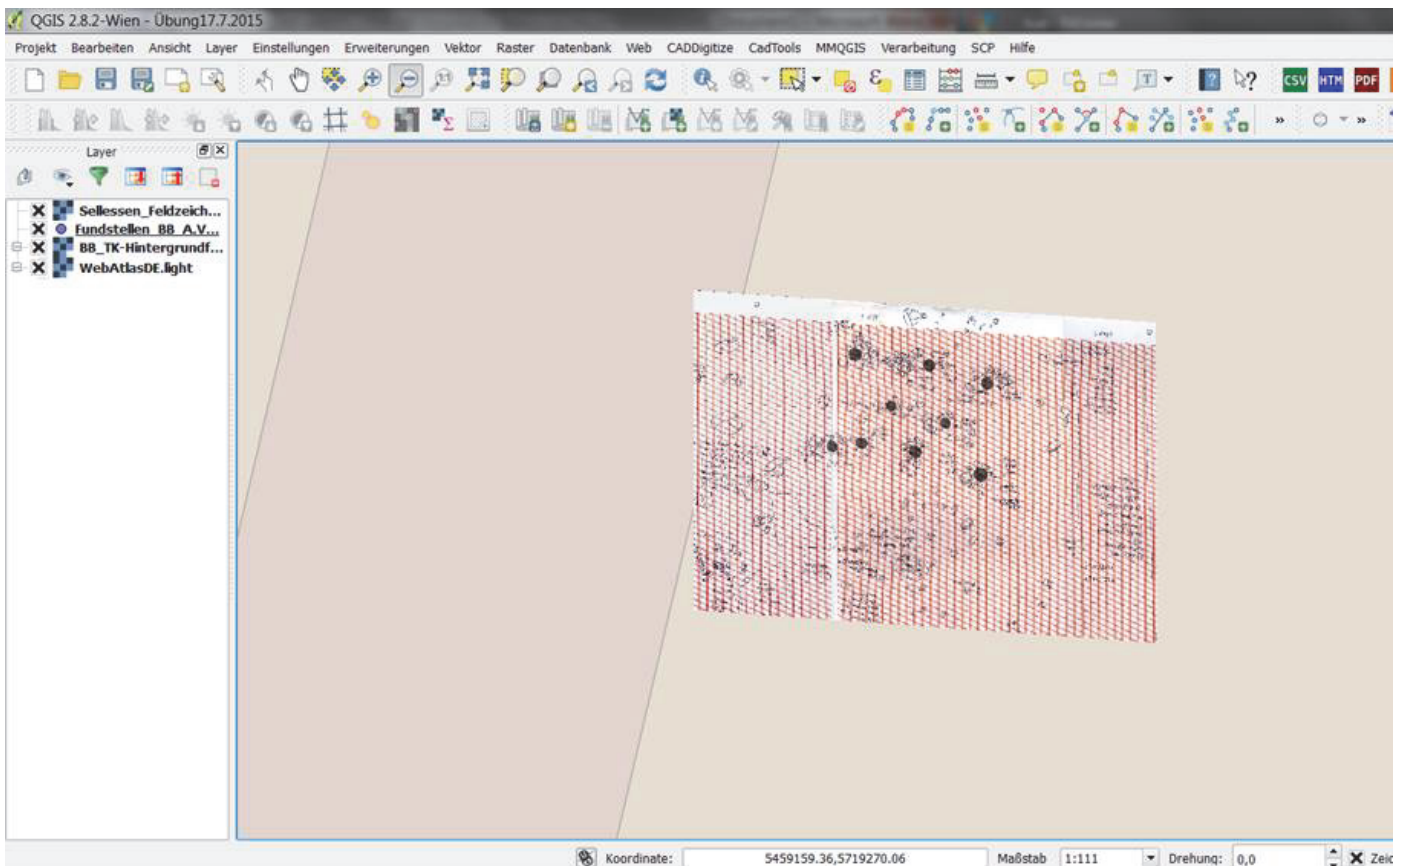 QGIS 2.8.2-Wien - Übung17.7.2015
Projekt Bearbeiten Ansicht Layer Einstellungen Erweiterungen Vektor Raster Datenbank Web CADDigitize CadTools MMQGIS Verarbeitung SCP Hilfe
CSV HTM PDF
Layer
Sellessen_Feldzeich...
Fundstellen_BB_A.V...
BB_TK-Hintergrundf...
WebAtlasDE.light
Koordinate: 5459159.36,5719270.06 Maßstab 1:111 Drehung: 0,0 Zeic